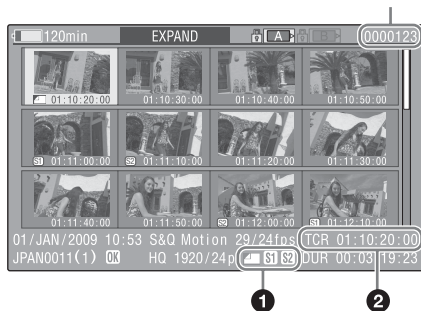 120min EXPAND A B 0000123
01:10:20:00 01:10:30:00 01:10:40:00 01:10:50:00
S1 01:11:00:00 S2 01:11:10:00 01:11:20:00 01:11:30:00
01:11:40:00 01:11:50:00 S2 01:12:00:00 S1 01:12:10:00
01/JAN/2009 10:53 S&Q Motion 29/24fps TCR 01:10:20:00
JPAN0011(1) OK HQ 1920/24p S1 S2 DUR 00:03:19:23
1 2